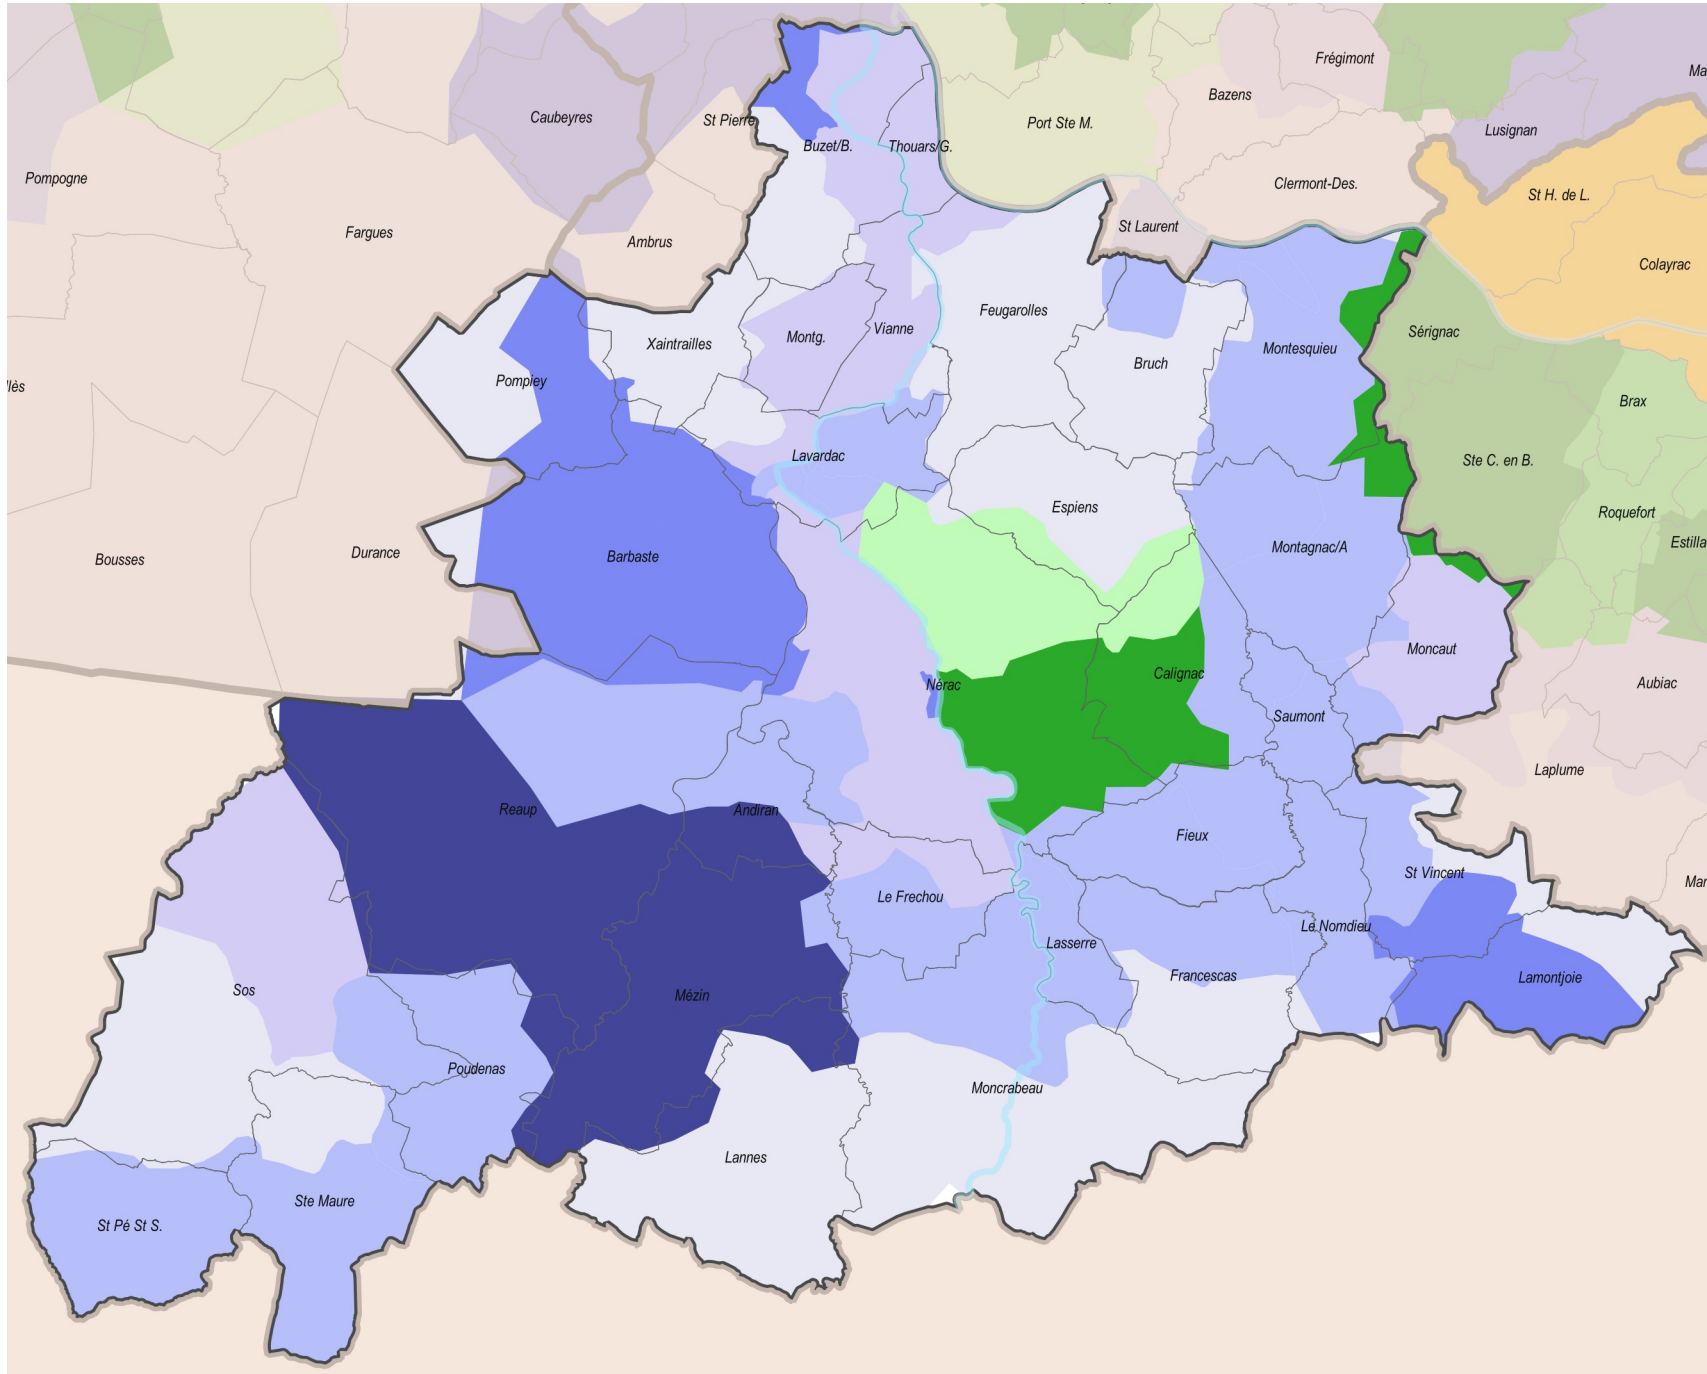 Frégimont
Ma
Bazens
Caubeyres
St Pierre
Port Ste M.
Lusignan
Buzet/B.
Thouars/G.
Pompogne
Clermont-Des.
St H. de L.
Fargues
Ambrus
St Laurent
Colayrac
Feugarolles
Vianne
Montg.
Xaintrailles
Sérignac
Montesquieu
Bruch
Pompiey
llès
Brax
Lavardac
Ste C. en B.
Espiens
Roquefort
Estilla
Bousses
Durance
Barbaste
Montagnac/A
Moncaut
Calignac
Nérac
Aubiac
Saumont
Laplume
Reaup
Andiran
Fieux
St Vincent
Mar
Le Frechou
Le Nomdieu
Lasserre
Francescas
Lamontjoie
Sos
Mézin
Poudenas
Moncrabeau
Lannes
Ste Maure
St Pé St S.